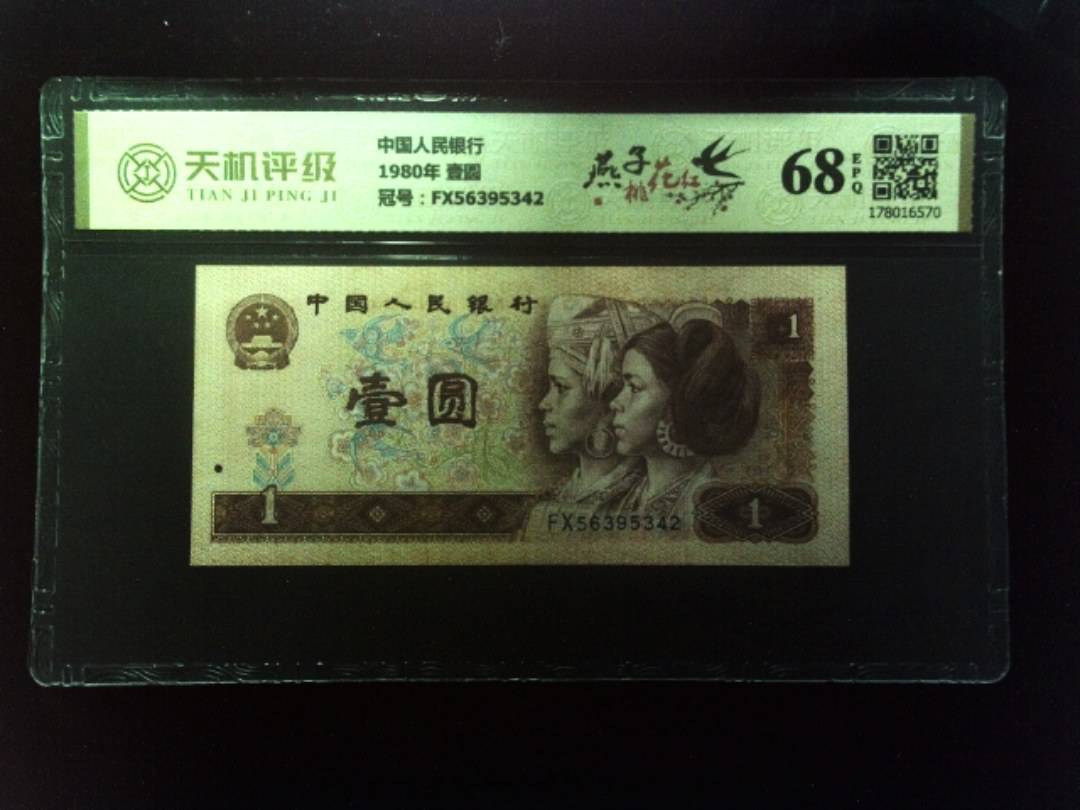 天机评级
TIAN JI PING JI
中国人民银行
1980年 壹圆
冠号：FX56395342
燕子
桃花红
68
EPQ
178016570
中国人民银行
1
壹圆
1
FX56395342
1